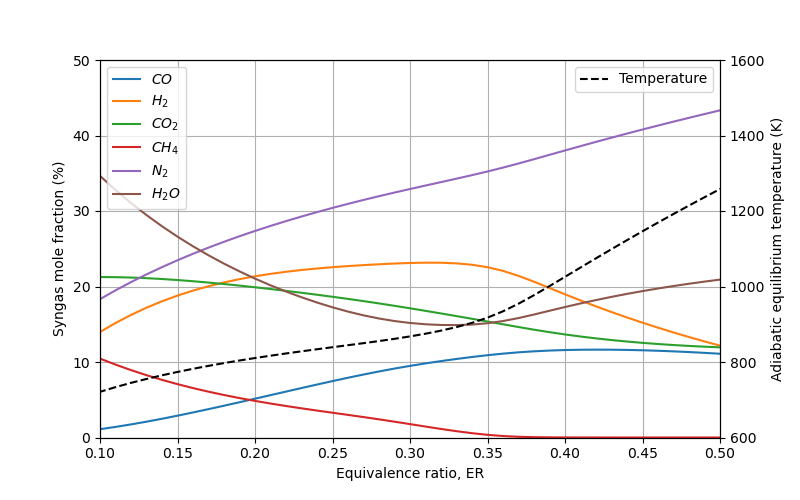 50
40
30
20
10
0
Syngas mole fraction (%)
CO
H₂
CO₂
CH₄
N₂
H₂O
Temperature
1600
1400
1200
1000
800
600
Adiabatic equilibrium temperature (K)
0.10 0.15 0.20 0.25 0.30 0.35 0.40 0.45 0.50
Equivalence ratio, ER